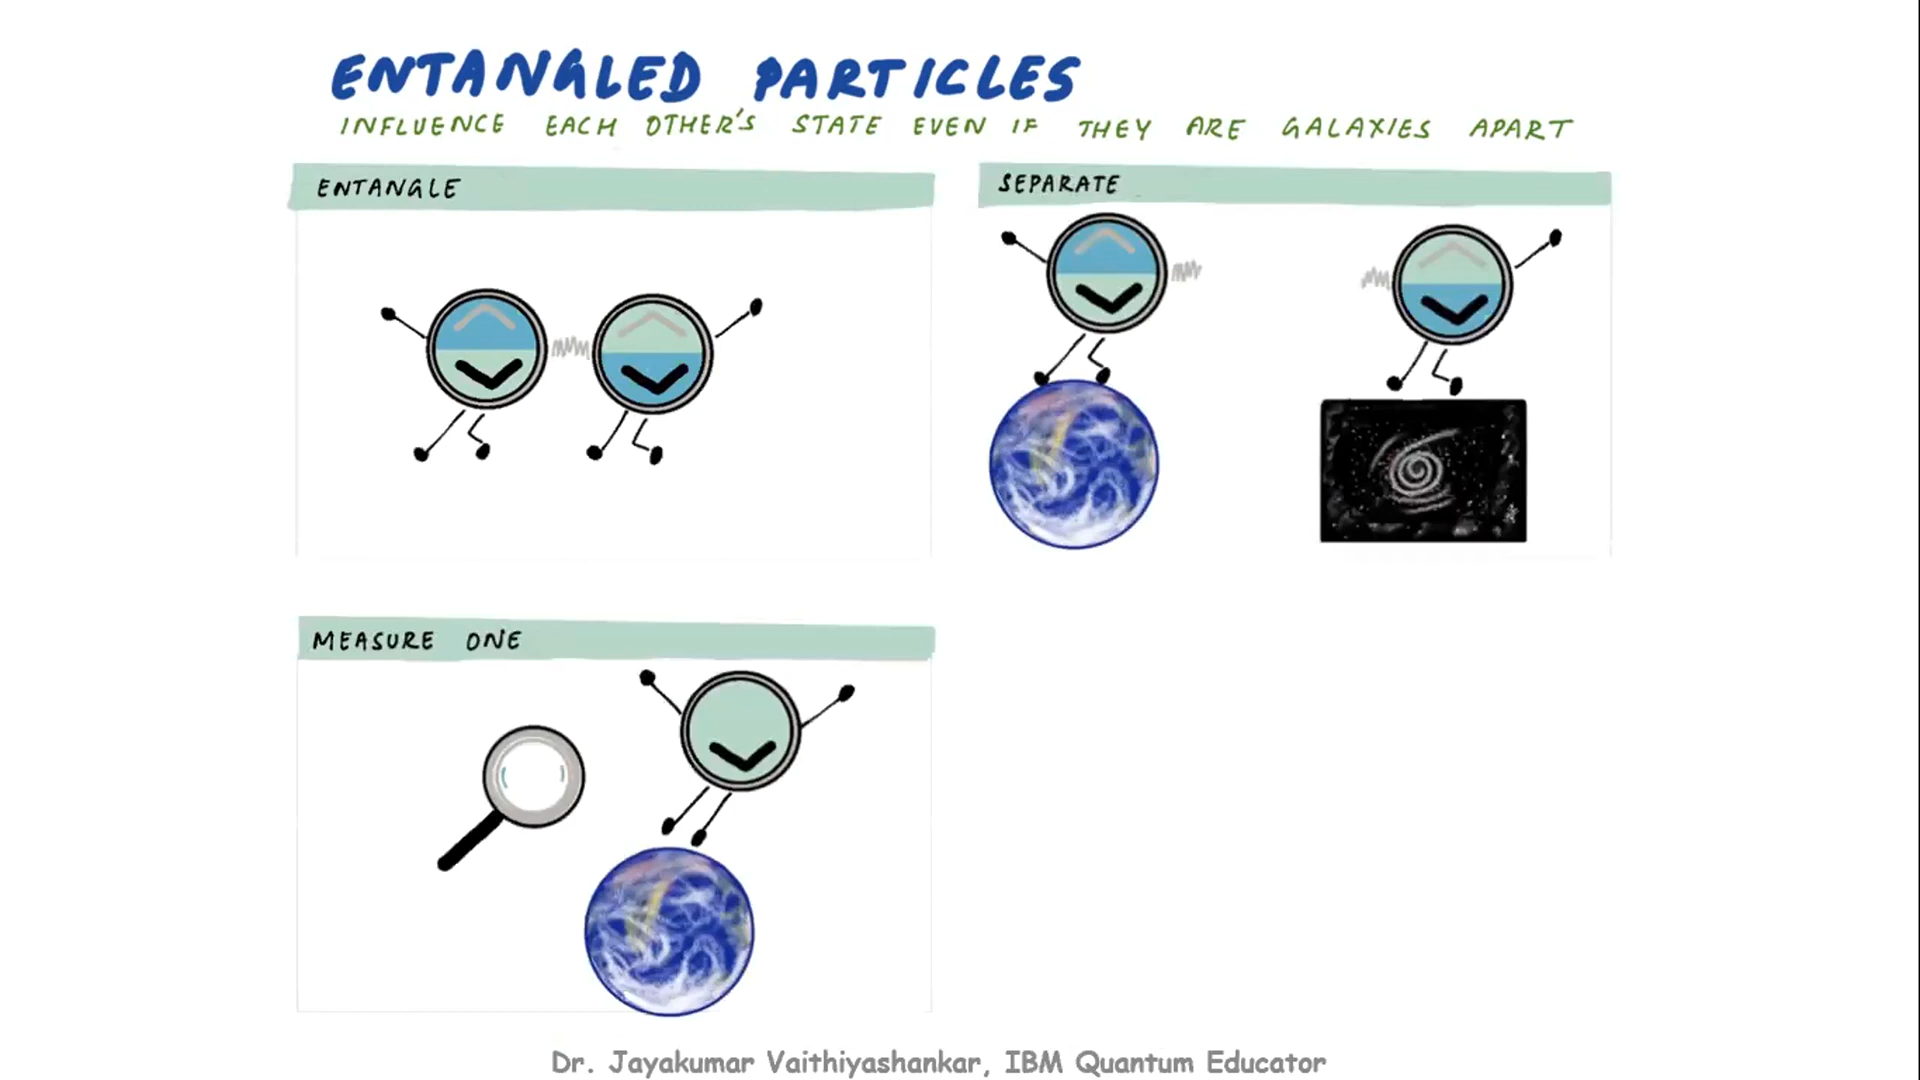 ENTANGLED PARTICLES
INFLUENCE EACH OTHER'S STATE EVEN IF THEY ARE GALAXIES APART
ENTANGLE
SEPARATE
MEASURE ONE
Dr. Jayakumar Vaithiyashankar, IBM Quantum Educator